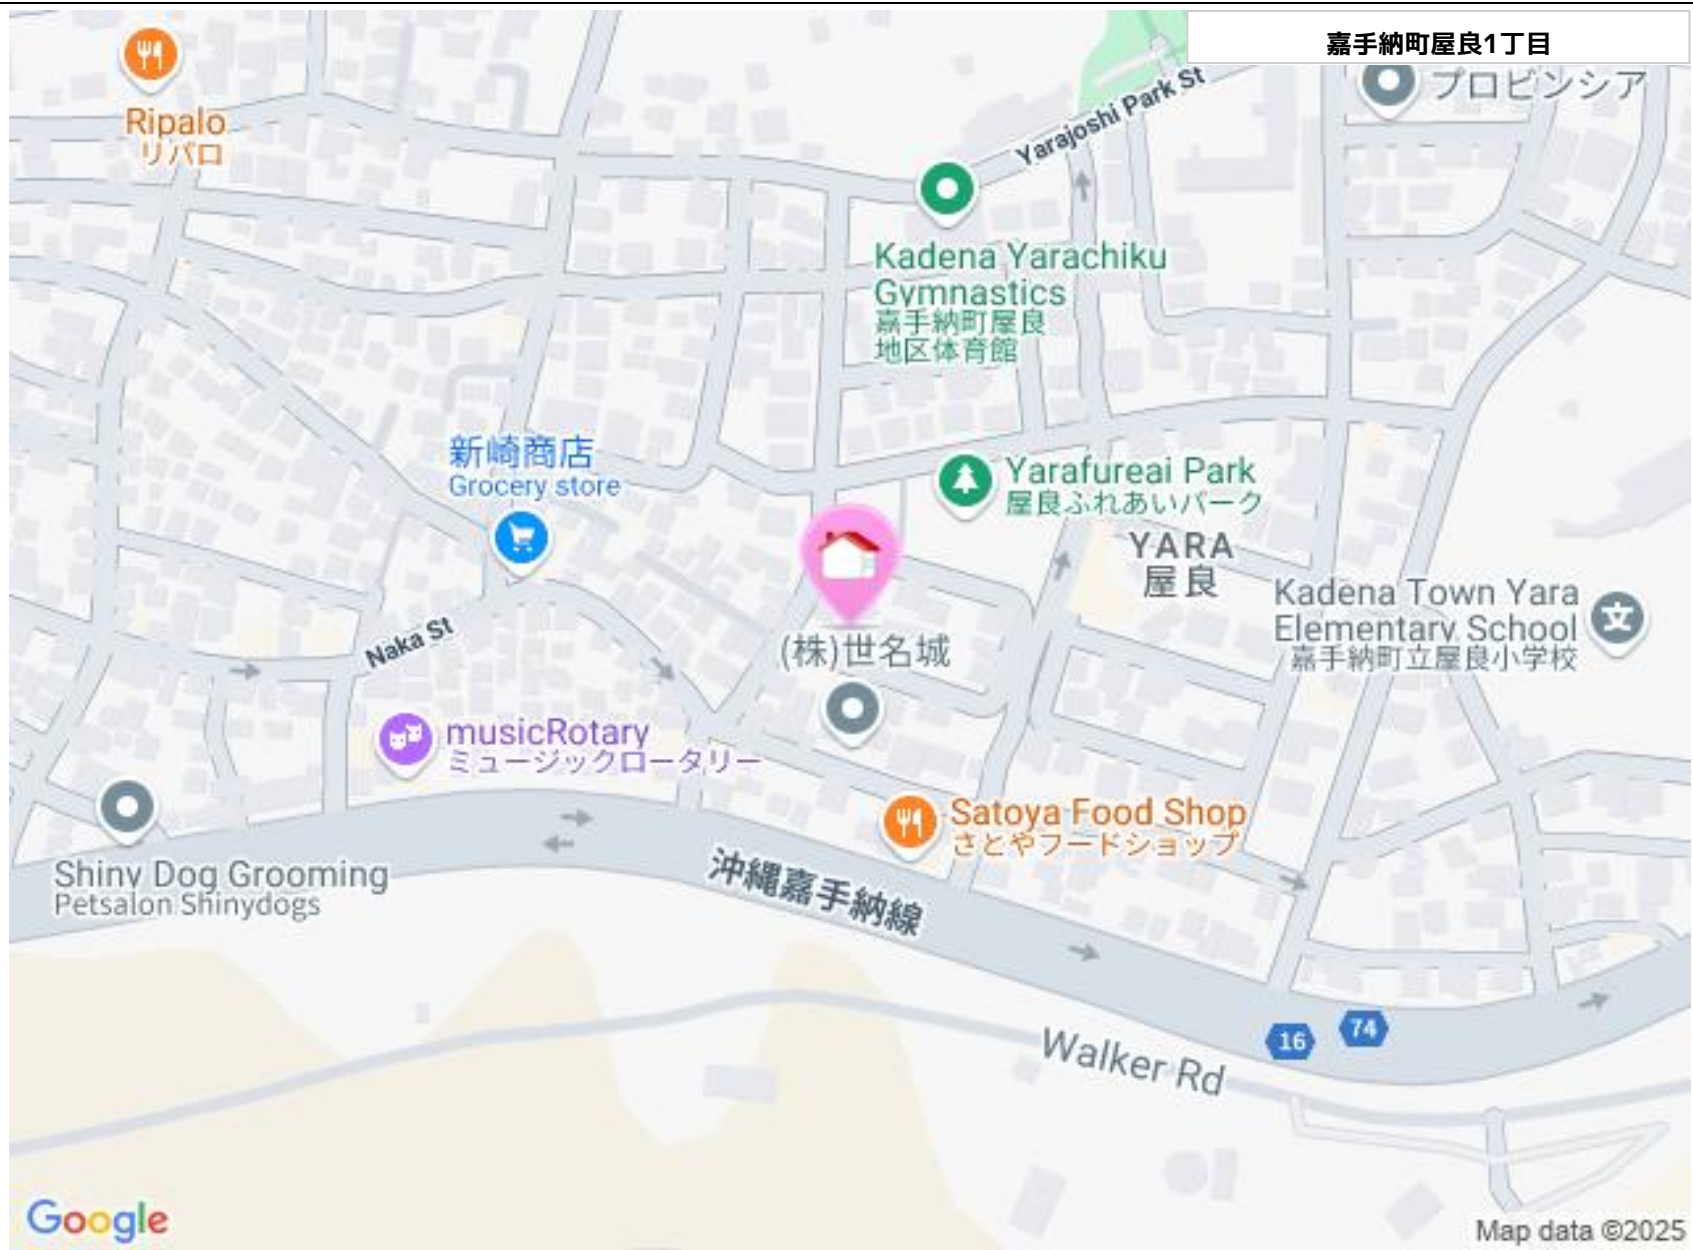 嘉手納町屋良1丁目
プロビンシア
Ripalo
リパロ
Yarajoshi Park St
Kadena Yarachiku
Gymnastics
嘉手納町屋良
地区体育館
新崎商店
Grocery store
Yarafureai Park
屋良ふれあいパーク
YARA
屋良
Kadena Town Yara
Elementary School
嘉手納町立屋良小学校
Naka St
(株)世名城
musicRotary
ミュージックロータリー
Satoya Food Shop
さとやフードショップ
Shiny Dog Grooming
Petsalon Shinydogs
沖縄嘉手納線
16
74
Walker Rd
Google
Map data ©2025